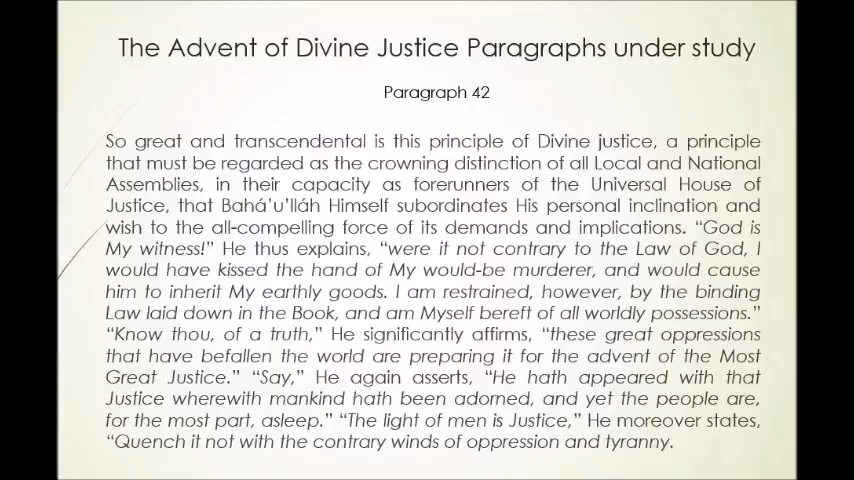 The Advent of Divine Justice Paragraphs under study
Paragraph 42
So great and transcendental is this principle of Divine justice, a principle
that must be regarded as the crowning distinction of all Local and National
Assemblies, in their capacity as forerunners of the Universal House of
Justice, that Bahá’u’lláh Himself subordinates His personal inclination and
wish to the all-compelling force of its demands and implications. “God is
My witness!” He thus explains, “were it not contrary to the Law of God, I
would have kissed the hand of My would-be murderer, and would cause
him to inherit My earthly goods. I am restrained, however, by the binding
Law laid down in the Book, and am Myself bereft of all worldly possessions.”
“Know thou, of a truth,” He significantly affirms, “these great oppressions
that have befallen the world are preparing it for the advent of the Most
Great Justice.” “Say,” He again asserts, “He hath appeared with that
Justice wherewith mankind hath been adorned, and yet the people are,
for the most part, asleep.” “The light of men is Justice,” He moreover states,
“Quench it not with the contrary winds of oppression and tyranny.